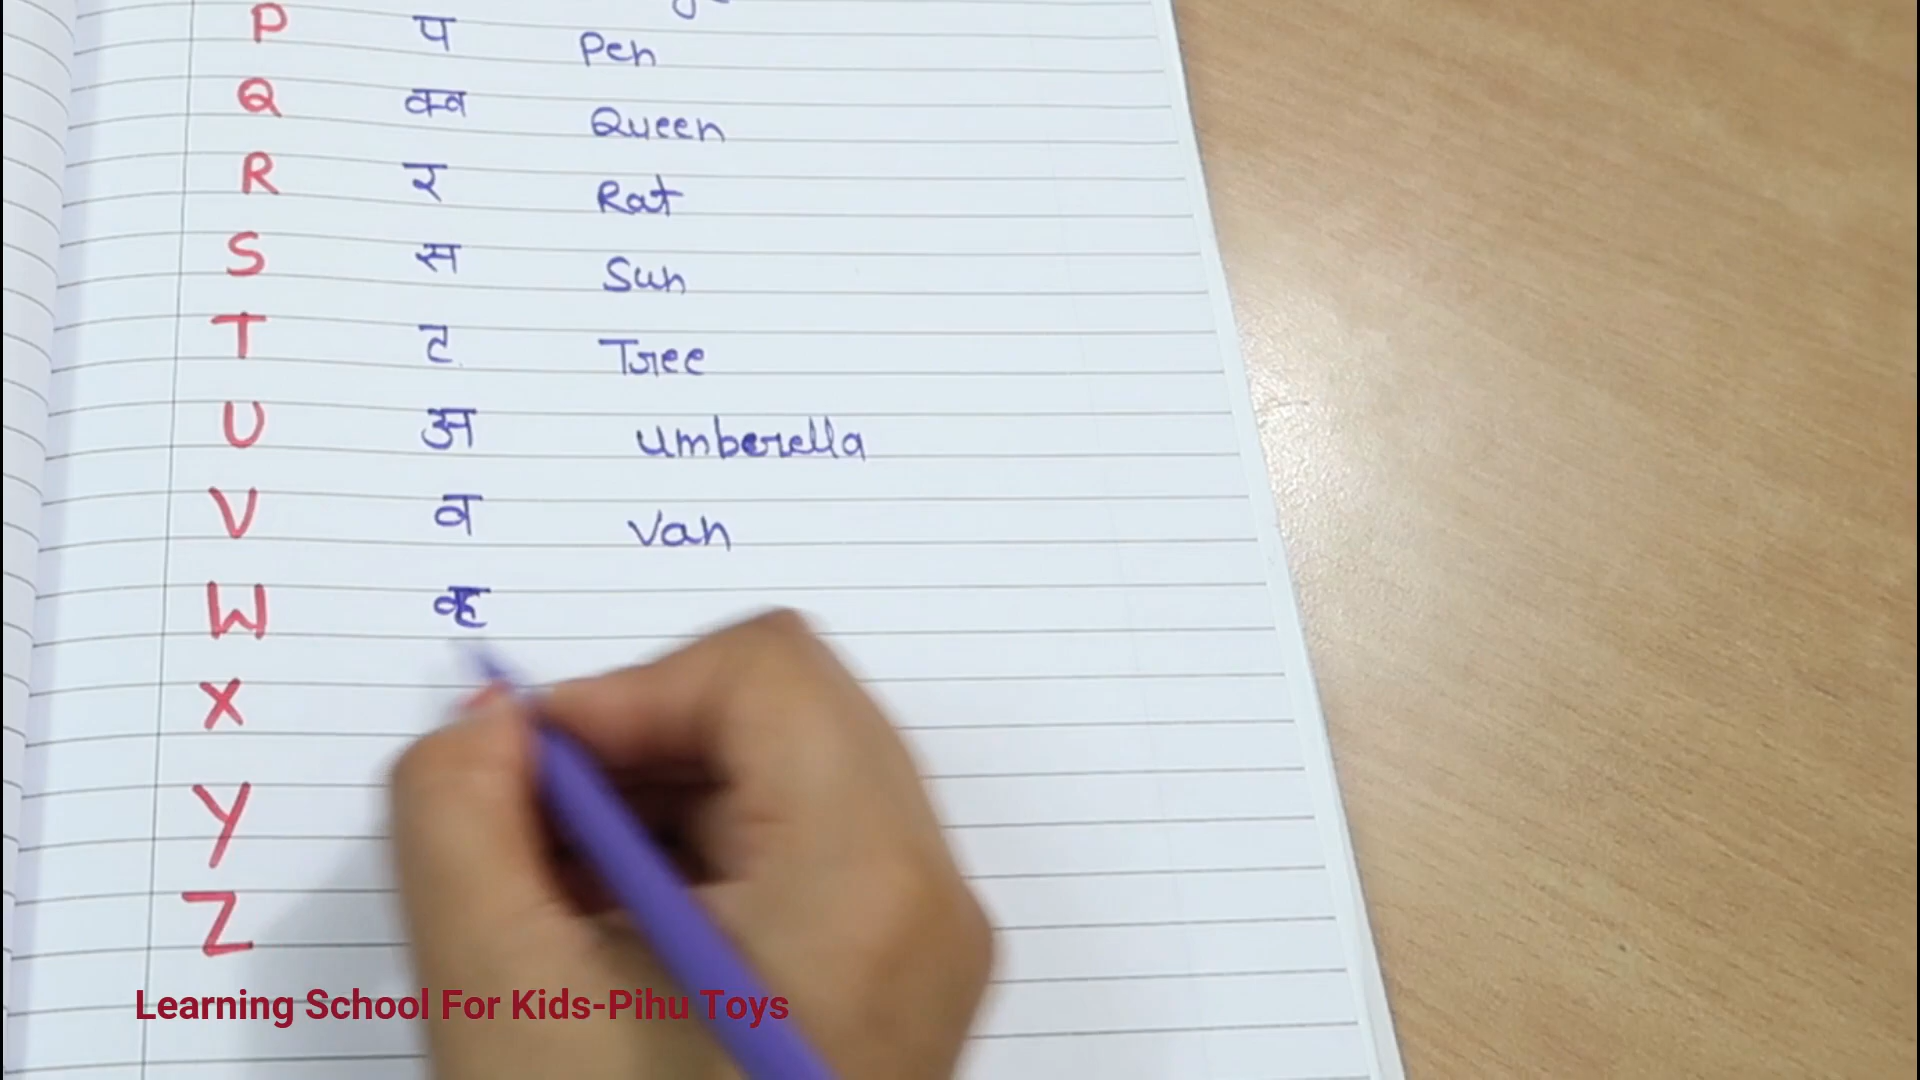 P प Pen
Q क्व Queen
R र Rat
S स Sun
T ट Tree
U अ Umberella
V व Van
W व्ह
X
Y
Z
Learning School For Kids-Pihu Toys